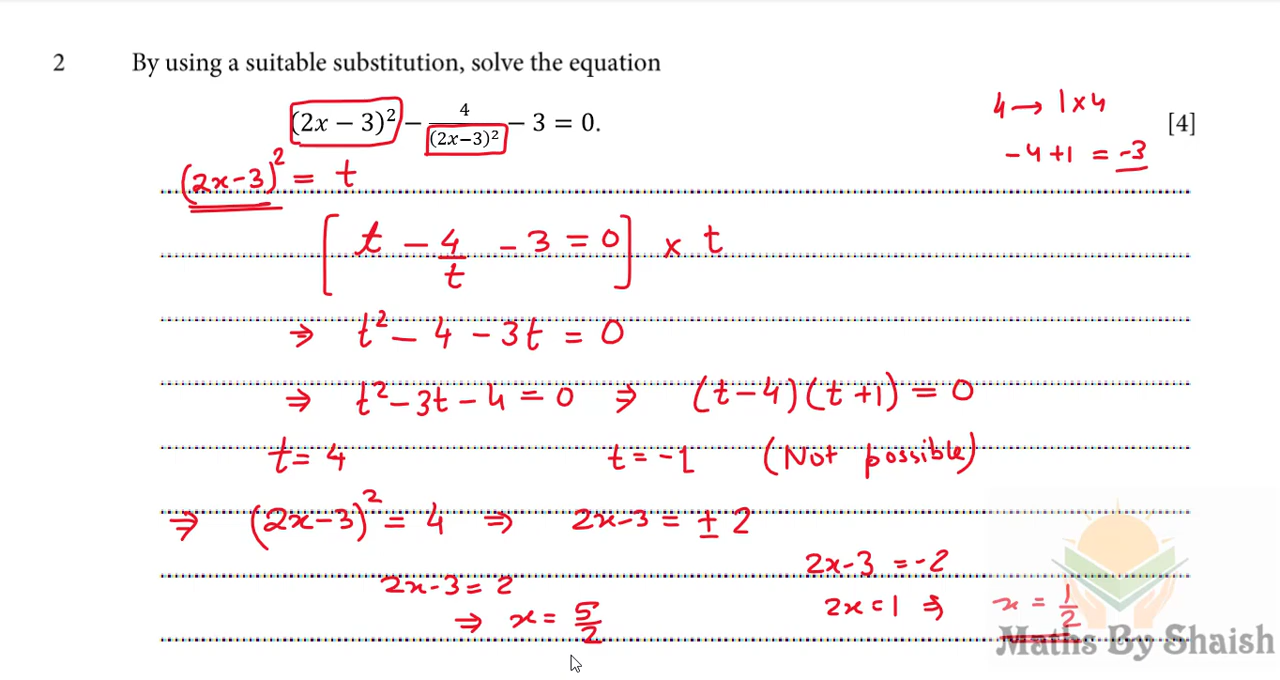 2 By using a suitable substitution, solve the equation
(2x − 3)² − 4/(2x−3)² − 3 = 0.
[4]
4 → 1×4
−4+1 = −3
(2x−3)² = t
[t − 4/t − 3 = 0] × t
⇒ t² − 4 − 3t = 0
⇒ t² − 3t − 4 = 0 ⇒ (t−4)(t+1) = 0
t = 4 t = −1 (Not possible)
⇒ (2x−3)² = 4 ⇒ 2x−3 = ± 2
2x−3 = 2 2x−3 = −2
⇒ x = 5/2 2x = 1 ⇒ x = 1/2
Maths By Shaish